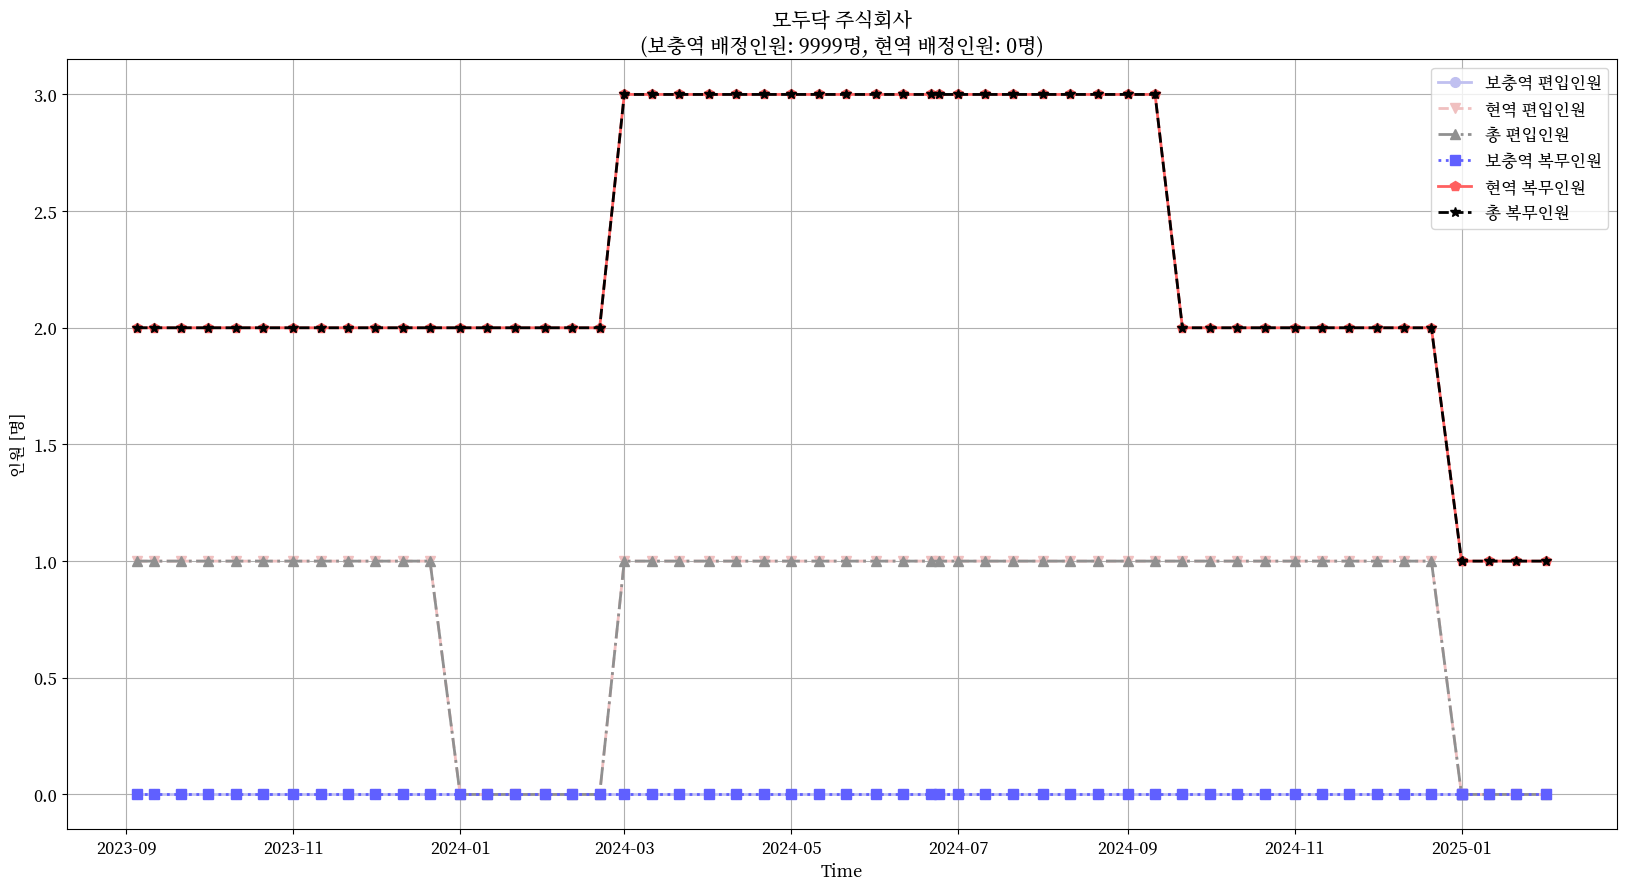 모두닥 주식회사
(보충역 배정인원: 9999명, 현역 배정인원: 0명)
보충역 편입인원
현역 편입인원
총 편입인원
보충역 복무인원
현역 복무인원
총 복무인원
인원 [명]
3.0
2.5
2.0
1.5
1.0
0.5
0.0
2023-09 2023-11 2024-01 2024-03 2024-05 2024-07 2024-09 2024-11 2025-01
Time